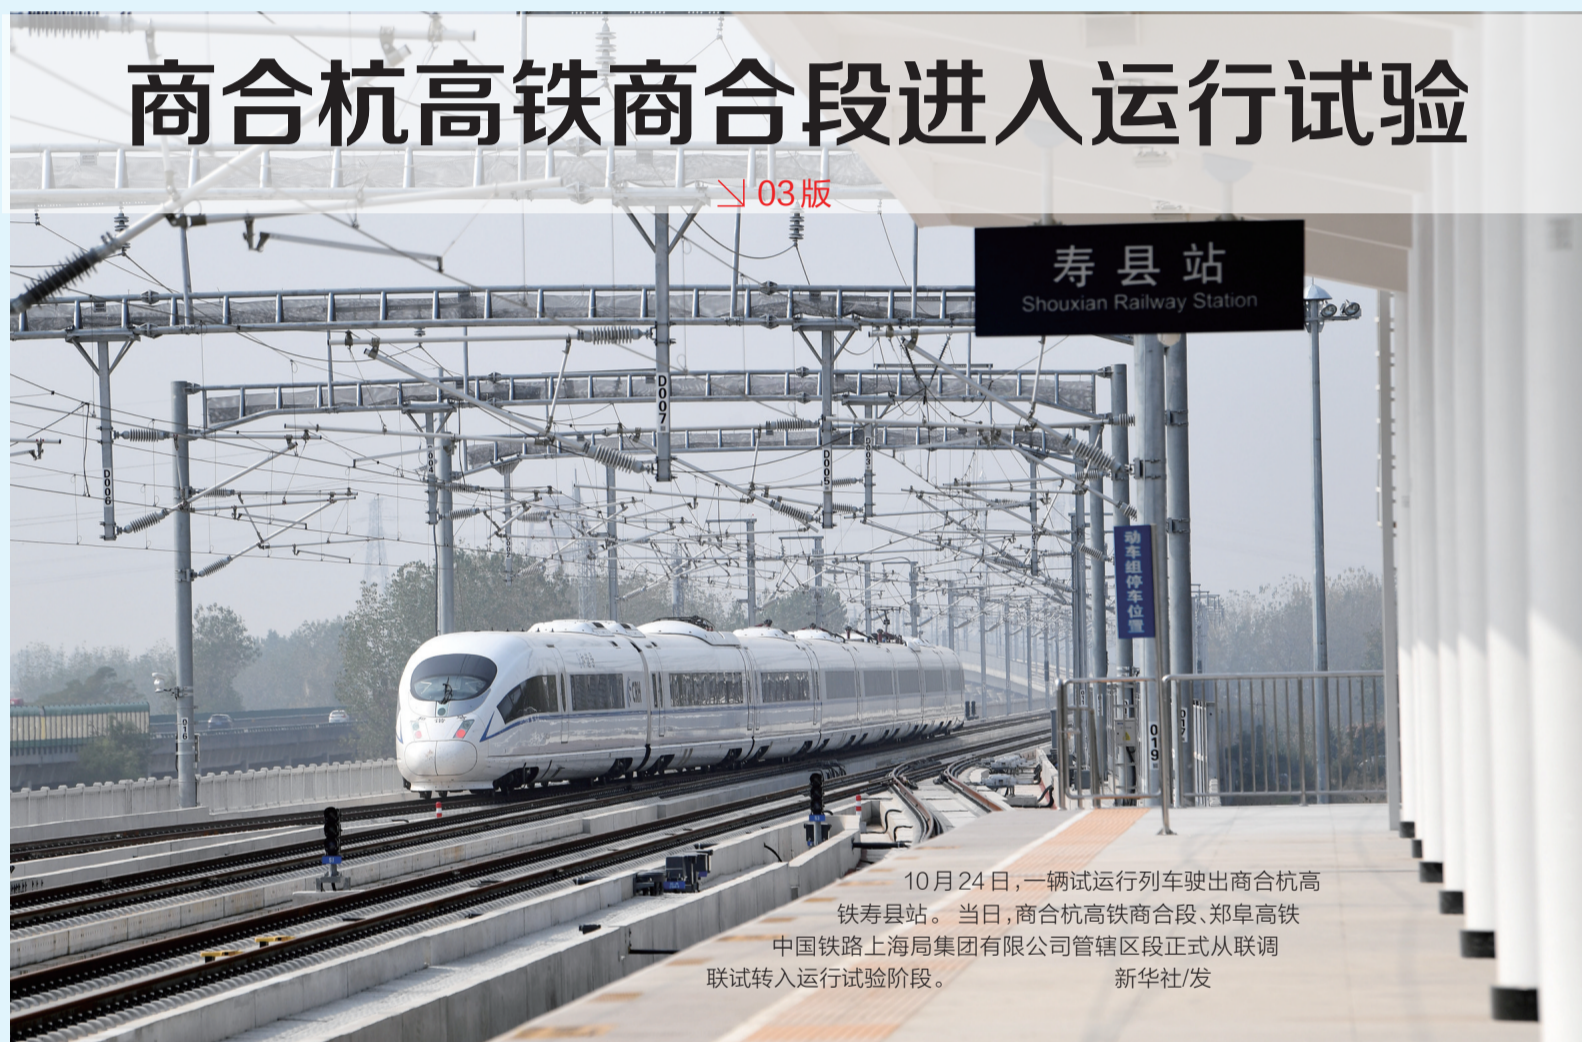 商合杭高铁商合段进入运行试验
03版
寿县站
Shouxian Railway Station
D007
D006
D005
动车组停车位置
019
10月24日,一辆试运行列车驶出商合杭高
铁寿县站。当日,商合杭高铁商合段、郑阜高铁
中国铁路上海局集团有限公司管辖区段正式从联调
联试转入运行试验阶段。 新华社/发